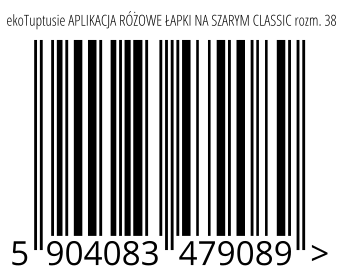 ekoTuptusie APLIKACJA RÓŻOWE ŁAPKI NA SZARYM CLASSIC rozm. 38
5 904083 479089 >